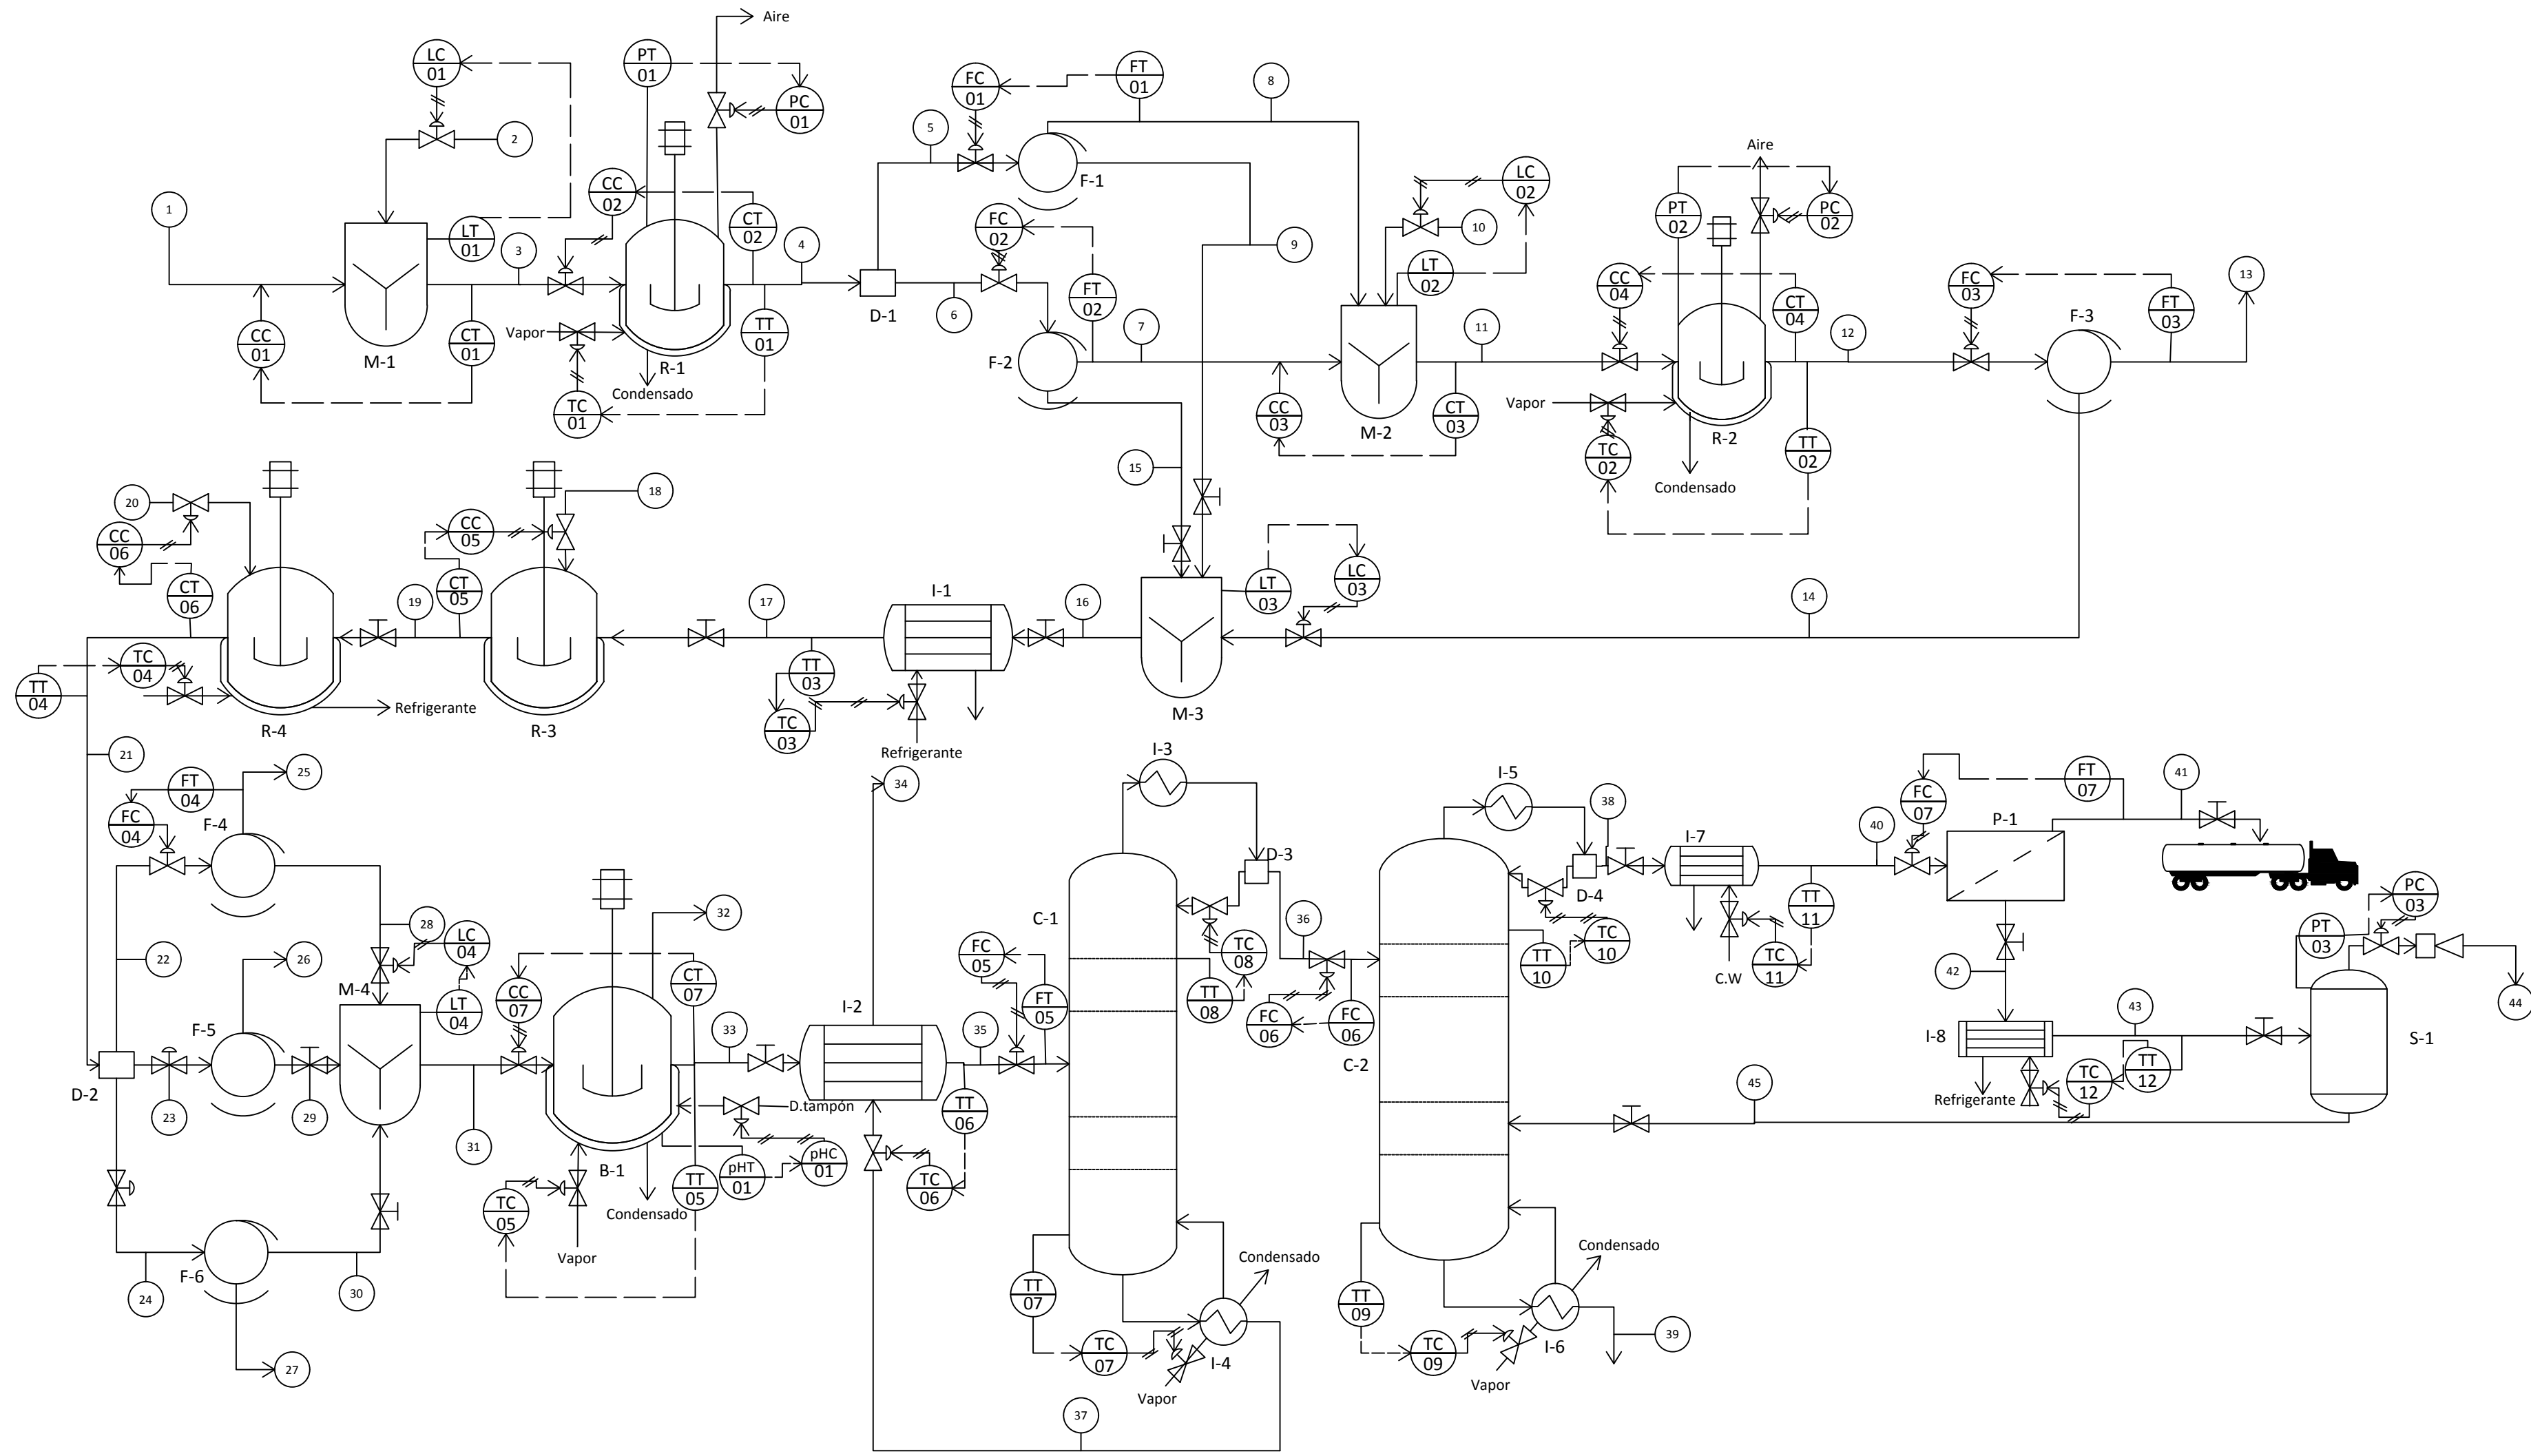 Aire
LC
01
PT
01
PC
01
2
1
LT
01
CC
02
CT
02
3
4
CC
01
CT
01
M-1
Vapor
TT
01
R-1
Condensado
TC
01
FC
01
FT
01
8
5
F-1
FC
02
9
D-1
6
FT
02
7
F-2
LC
02
10
LT
02
11
CC
03
CT
03
M-2
Aire
PT
02
PC
02
CC
04
CT
04
12
Vapor
R-2
TC
02
TT
02
Condensado
FC
03
FT
03
13
F-3
20
CC
06
CT
06
18
CC
05
CT
05
19
17
I-1
16
15
LT
03
LC
03
14
TT
04
TC
04
Refrigerante
R-4
R-3
TT
03
TC
03
Refrigerante
M-3
21
FT
04
25
FC
04
F-4
28
LC
04
22
26
M-4
LT
04
F-5
D-2
23
29
31
F-6
24
30
27
32
CC
07
CT
07
33
D.tampón
B-1
pHT
01
pHC
01
TC
05
TT
05
Condensado
Vapor
34
I-2
35
TT
06
TC
06
I-3
D-3
C-1
FC
05
FT
05
TC
08
TT
08
36
FC
06
FC
06
TT
07
TC
07
I-4
Condensado
Vapor
37
I-5
38
D-4
C-2
TT
10
TC
10
I-7
C.W
TC
11
TT
11
40
FC
07
FT
07
41
P-1
45
TT
09
TC
09
I-6
Condensado
Vapor
39
42
I-8
Refrigerante
43
TC
12
TT
12
PC
03
PT
03
S-1
44